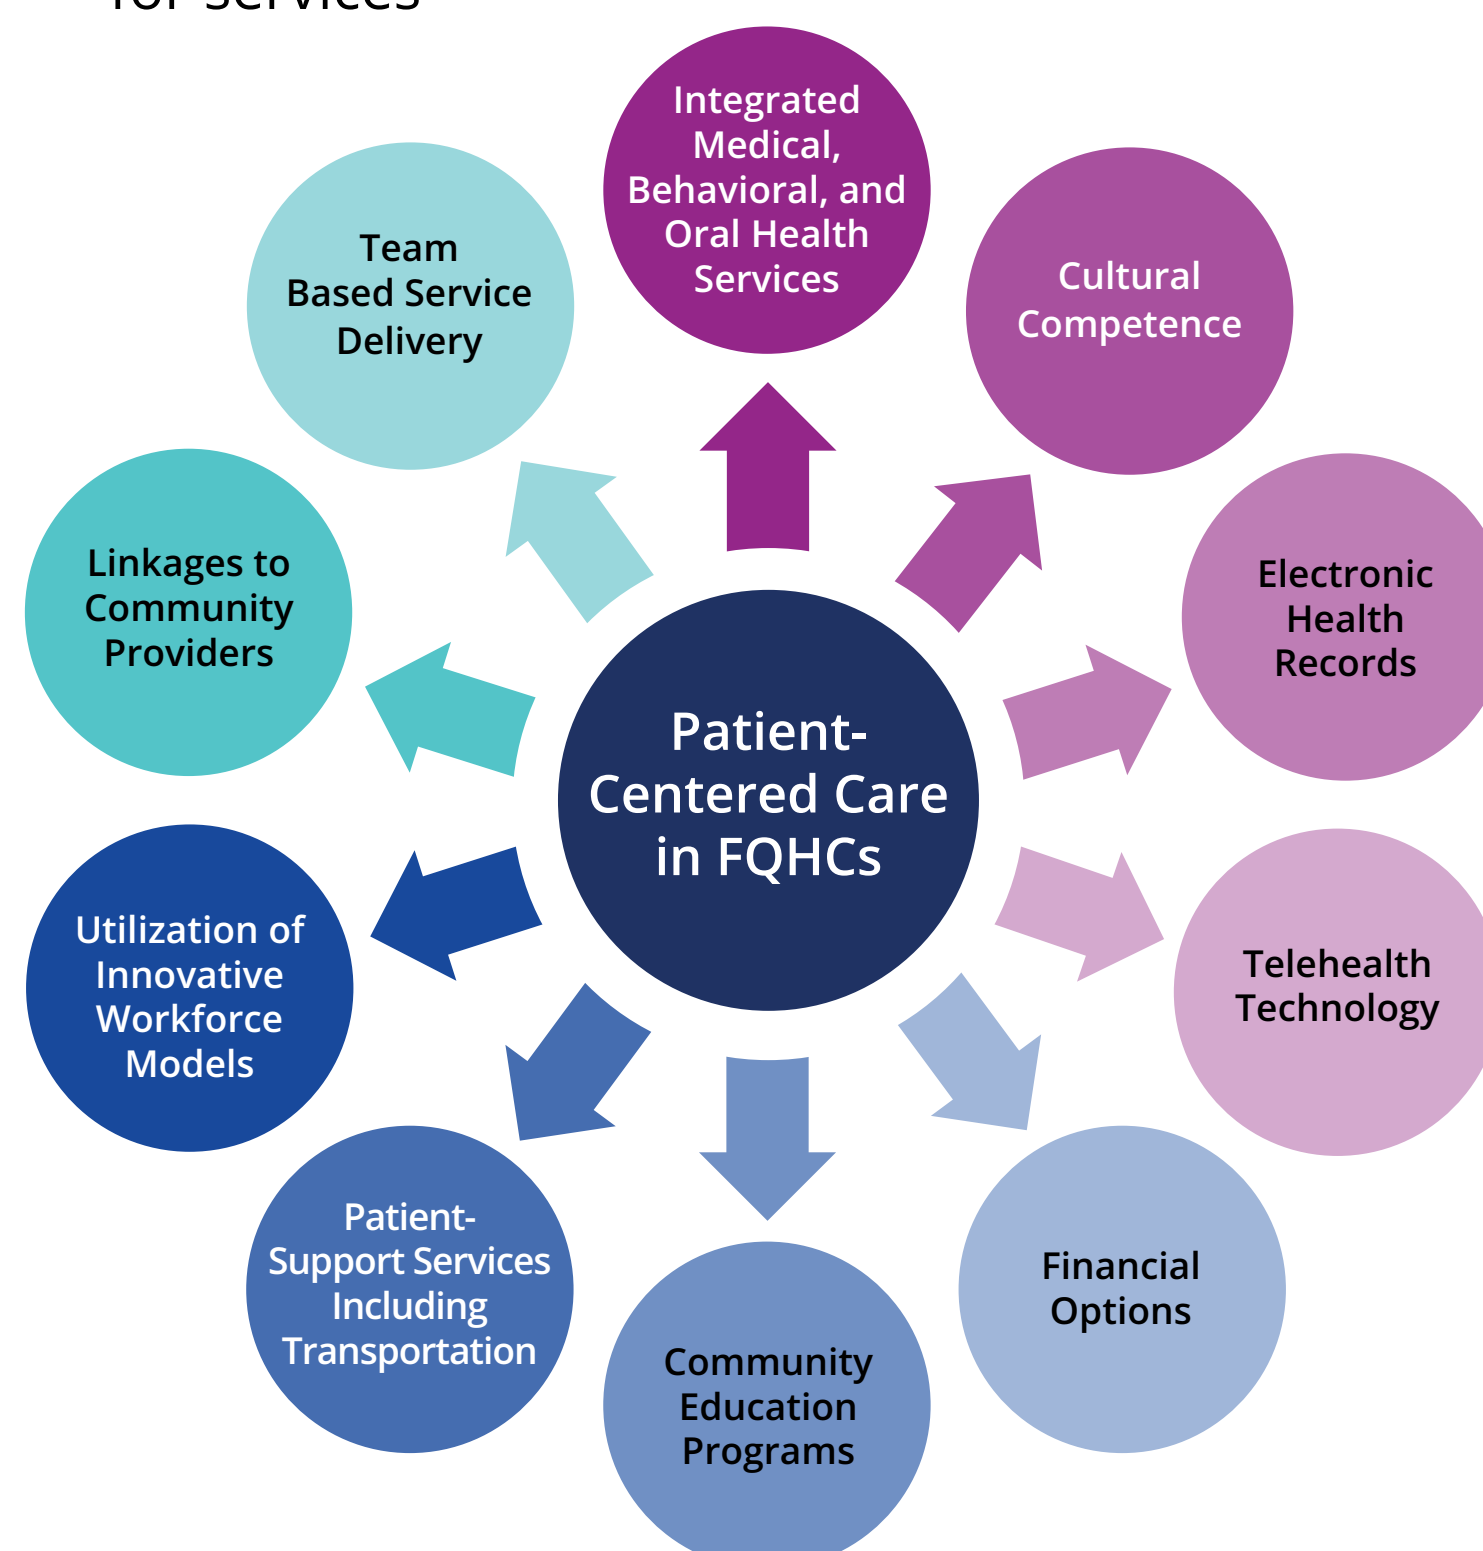 for services
Integrated
Medical,
Behavioral, and
Oral Health
Services
Cultural
Competence
Electronic
Health
Records
Telehealth
Technology
Financial
Options
Community
Education
Programs
Patient-
Support Services
Including
Transportation
Utilization of
Innovative
Workforce
Models
Linkages to
Community
Providers
Team
Based Service
Delivery
Patient-
Centered Care
in FQHCs